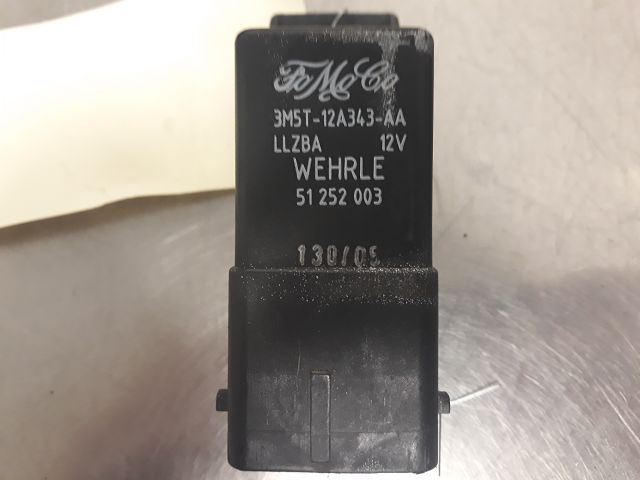 FoMoCo
3M5T-12A343-AA
LLZBA 12V
WEHRLE
51 252 003
130/05